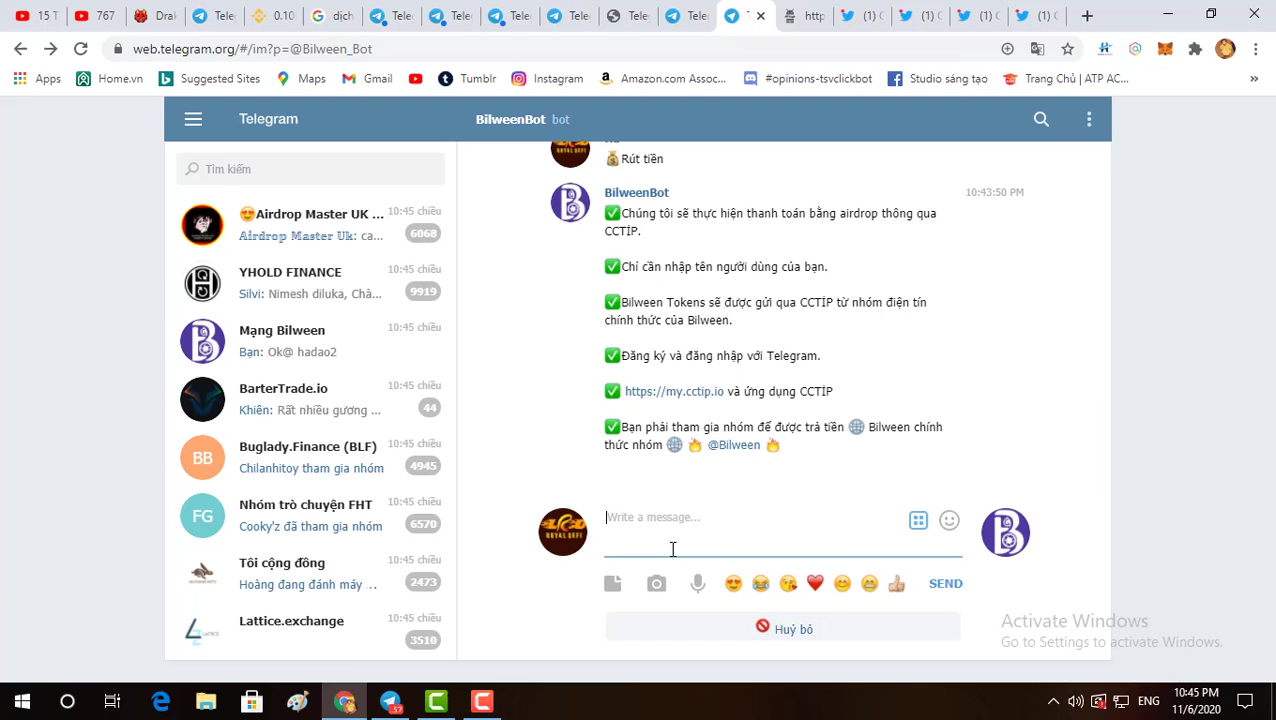 15 T
767
Drak
Tele
0.10
dịch
Tele
Tele
Tele
Tele
Tele
Tele
T
http
(1) (
(1) (
(1) (
(1) (
web.telegram.org/#/im?p=@Bilween_Bot
Apps
Home.vn
Suggested Sites
Maps
Gmail
Tumblr
Instagram
Amazon.com Assoc...
#opinions-tsvclickbot
Studio sáng tạo
Trang Chủ | ATP AC...
Telegram
BilweenBot bot
Tìm kiếm
Airdrop Master UK ...
10:45 chiều
Airdrop Master Uk: ca...
6068
YHOLD FINANCE
10:45 chiều
Silvi: Nimesh diluka, Chà...
9919
Mạng Bilween
10:45 chiều
Bạn: Ok@ hadao2
BarterTrade.io
10:45 chiều
Khiên: Rất nhiều gương ...
44
Buglady.Finance (BLF)
10:45 chiều
BB
Chilanhitoy tham gia nhóm
4945
Nhóm trò chuyện FHT
10:45 chiều
FG
Cooky'z đã tham gia nhóm
6570
Tôi cộng đồng
10:45 chiều
Hoàng đang đánh máy ...
2473
Lattice.exchange
10:45 chiều
LATTICE
3510
Rút tiền
BilweenBot
10:43:50 PM
✅Chúng tôi sẽ thực hiện thanh toán bằng airdrop thông qua
CCTİP.
✅Chỉ cần nhập tên người dùng của bạn.
✅Bilween Tokens sẽ được gửi qua CCTİP từ nhóm điện tín
chính thức của Bilween.
✅Đăng ký và đăng nhập với Telegram.
✅ https://my.cctip.io và ứng dụng CCTİP
✅Bạn phải tham gia nhóm để được trả tiền 🌐 Bilween chính
thức nhóm 🌐 🔥 @Bilween 🔥
ROYAL DEFI
Write a message...
SEND
Huỷ bỏ
Activate Windows
Go to Settings to activate Windows.
57
ENG
10:45 PM
11/6/2020